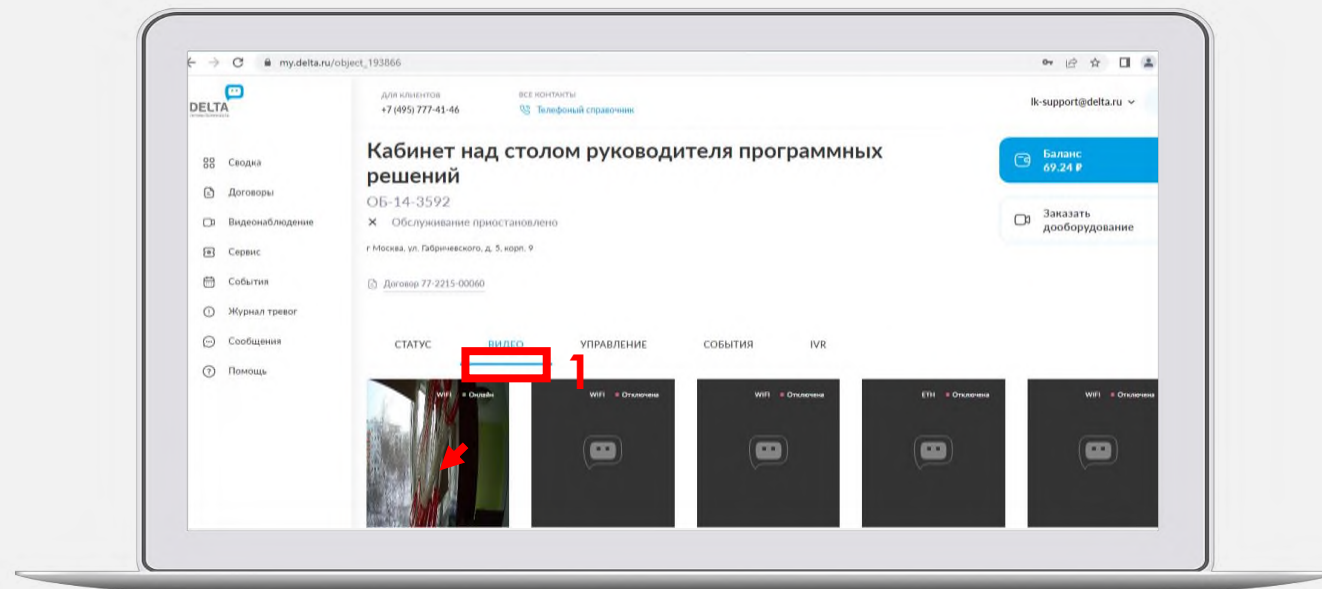 my.delta.ru/object_193866
DELTA
ДЛЯ КЛИЕНТОВ
+7 (495) 777-41-46
ВСЕ КОНТАКТЫ
Телефоный справочник
lk-support@delta.ru
Сводка
Договоры
Видеонаблюдение
Сервис
События
Журнал тревог
Сообщения
Помощь
Кабинет над столом руководителя программных
решений
ОБ-14-3592
Обслуживание приостановлено
г Москва, ул. Габричевского, д. 5, корп. 9
Договор 77-2215-00060
Баланс
69.24 ₽
Заказать
дооборудование
СТАТУС ВИДЕО УПРАВЛЕНИЕ СОБЫТИЯ IVR
1
WIFI Онлайн
WIFI Отключена
WIFI Отключена
ETH Отключена
WIFI Отключена